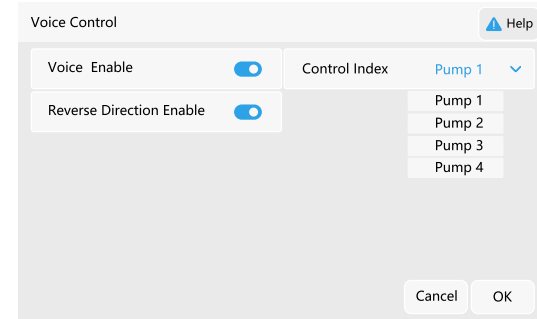 Voice Control
Help
Voice Enable
Control Index
Pump 1
Reverse Direction Enable
Pump 1
Pump 2
Pump 3
Pump 4
Cancel
OK